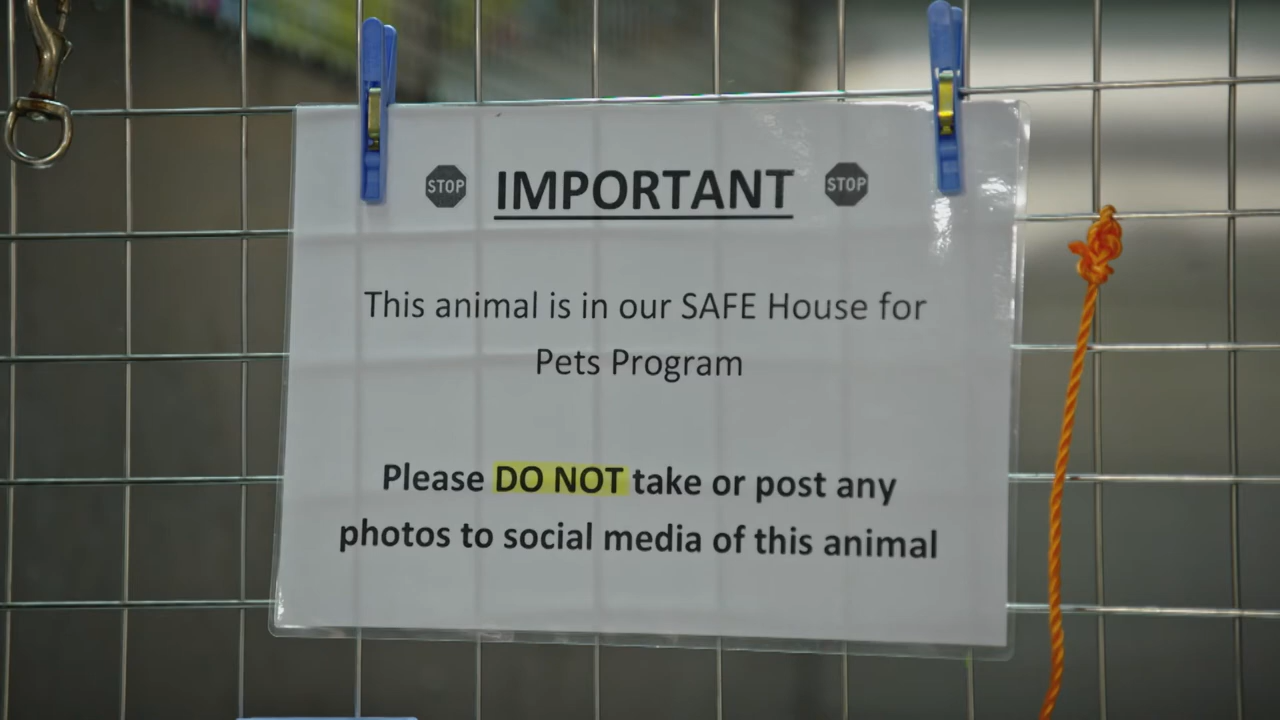 STOP IMPORTANT STOP
This animal is in our SAFE House for
Pets Program
Please DO NOT take or post any
photos to social media of this animal